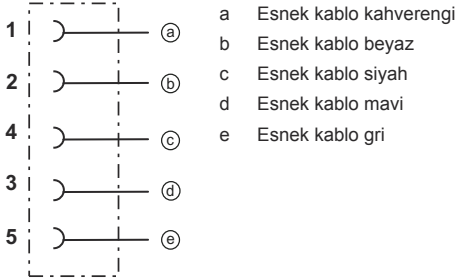 1 ⓐ
2 ⓑ
4 ⓒ
3 ⓓ
5 ⓔ
a Esnek kablo kahverengi
b Esnek kablo beyaz
c Esnek kablo siyah
d Esnek kablo mavi
e Esnek kablo gri